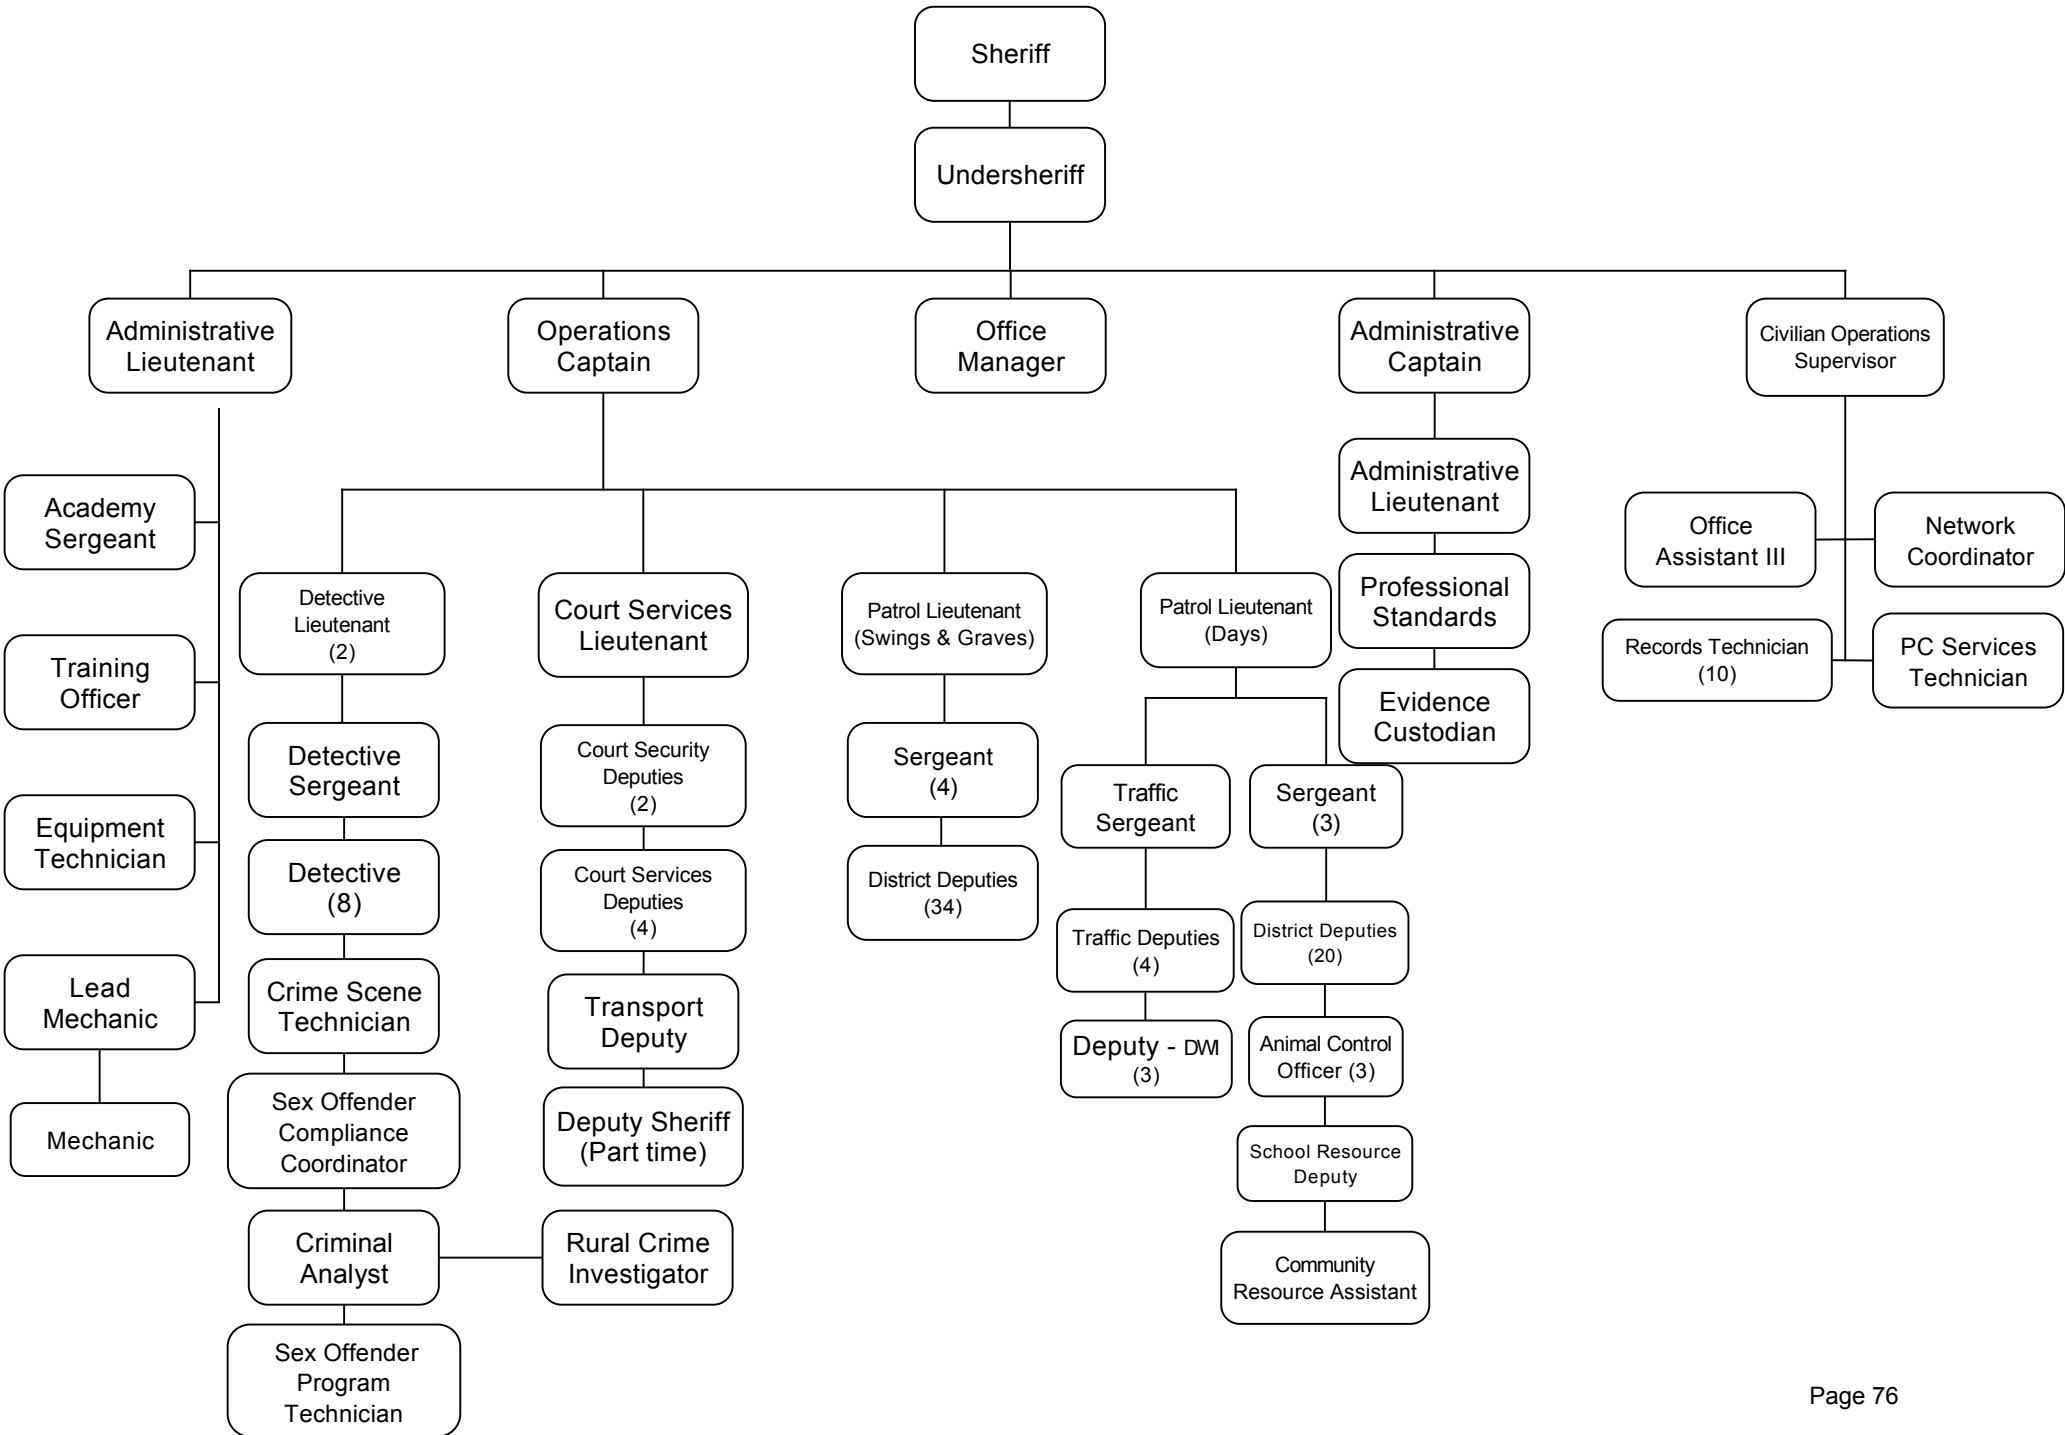 Sheriff
Undersheriff
Administrative
Lieutenant
Operations
Captain
Office
Manager
Administrative
Captain
Civilian Operations
Supervisor
Academy
Sergeant
Training
Officer
Equipment
Technician
Lead
Mechanic
Mechanic
Detective
Lieutenant
(2)
Detective
Sergeant
Detective
(8)
Crime Scene
Technician
Sex Offender
Compliance
Coordinator
Criminal
Analyst
Rural Crime
Investigator
Sex Offender
Program
Technician
Court Services
Lieutenant
Court Security
Deputies
(2)
Court Services
Deputies
(4)
Transport
Deputy
Deputy Sheriff
(Part time)
Patrol Lieutenant
(Swings & Graves)
Sergeant
(4)
District Deputies
(34)
Patrol Lieutenant
(Days)
Traffic
Sergeant
Traffic Deputies
(4)
Deputy - DWI
(3)
Sergeant
(3)
District Deputies
(20)
Animal Control
Officer (3)
School Resource
Deputy
Community
Resource Assistant
Administrative
Lieutenant
Professional
Standards
Evidence
Custodian
Office
Assistant III
Network
Coordinator
Records Technician
(10)
PC Services
Technician
Page 76